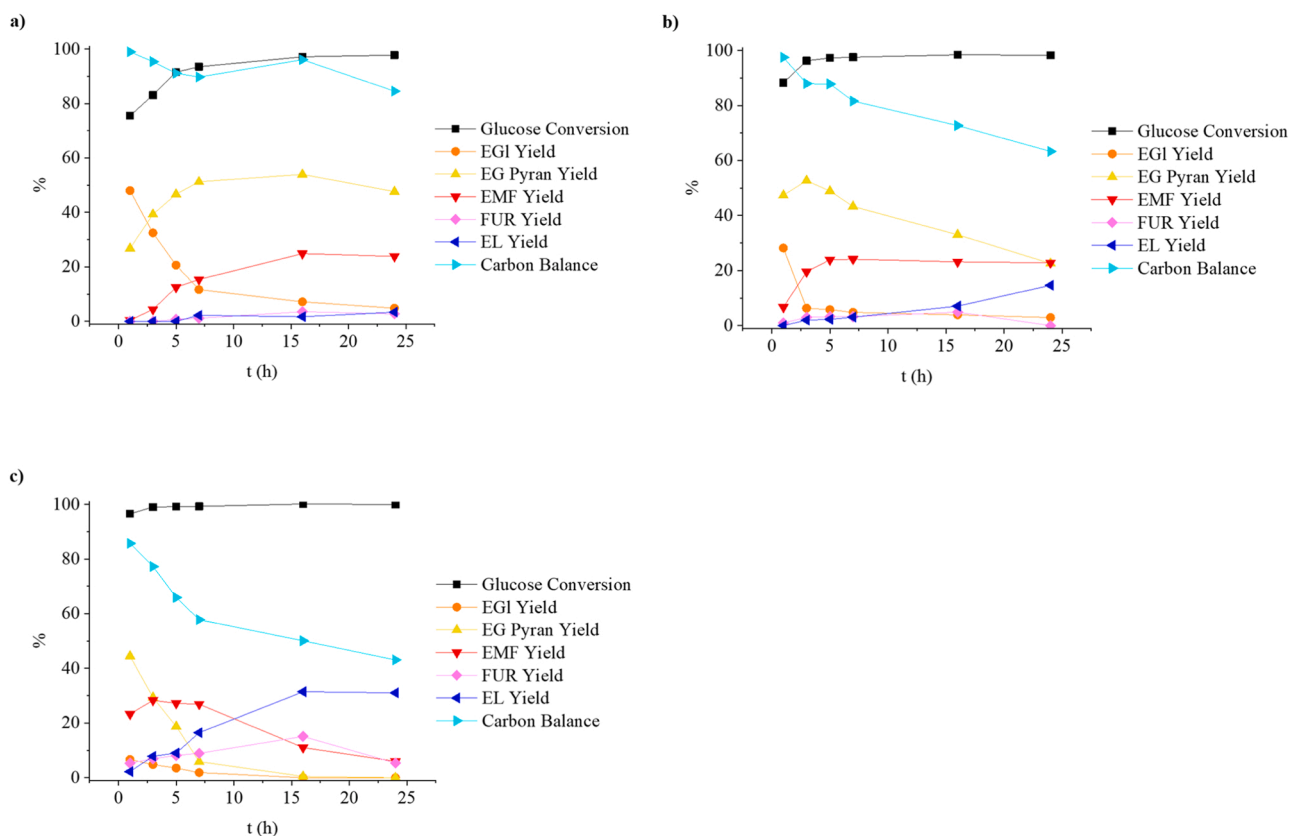 a)
100
80
60
40
20
0
%
0 5 10 15 20 25
t (h)
Glucose Conversion
EGl Yield
EG Pyran Yield
EMF Yield
FUR Yield
EL Yield
Carbon Balance
b)
100
80
60
40
20
0
%
0 5 10 15 20 25
t (h)
Glucose Conversion
EGl Yield
EG Pyran Yield
EMF Yield
FUR Yield
EL Yield
Carbon Balance
c)
100
80
60
40
20
0
%
0 5 10 15 20 25
t (h)
Glucose Conversion
EGl Yield
EG Pyran Yield
EMF Yield
FUR Yield
EL Yield
Carbon Balance